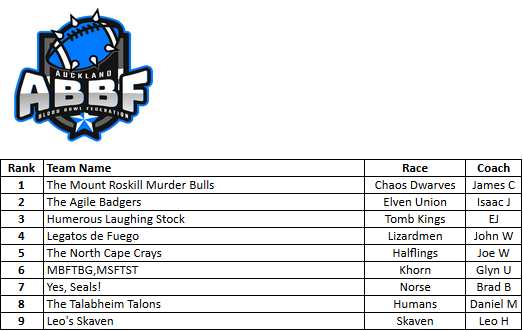 AUCKLAND
ABBF
BLOOD BOWL FEDERATION
Rank Team Name Race Coach
1 The Mount Roskill Murder Bulls Chaos Dwarves James C
2 The Agile Badgers Elven Union Isaac J
3 Humerous Laughing Stock Tomb Kings EJ
4 Legatos de Fuego Lizardmen John W
5 The North Cape Crays Halflings Joe W
6 MBFTBG,MSFTST Khorn Glyn U
7 Yes, Seals! Norse Brad B
8 The Talabheim Talons Humans Daniel M
9 Leo's Skaven Skaven Leo H